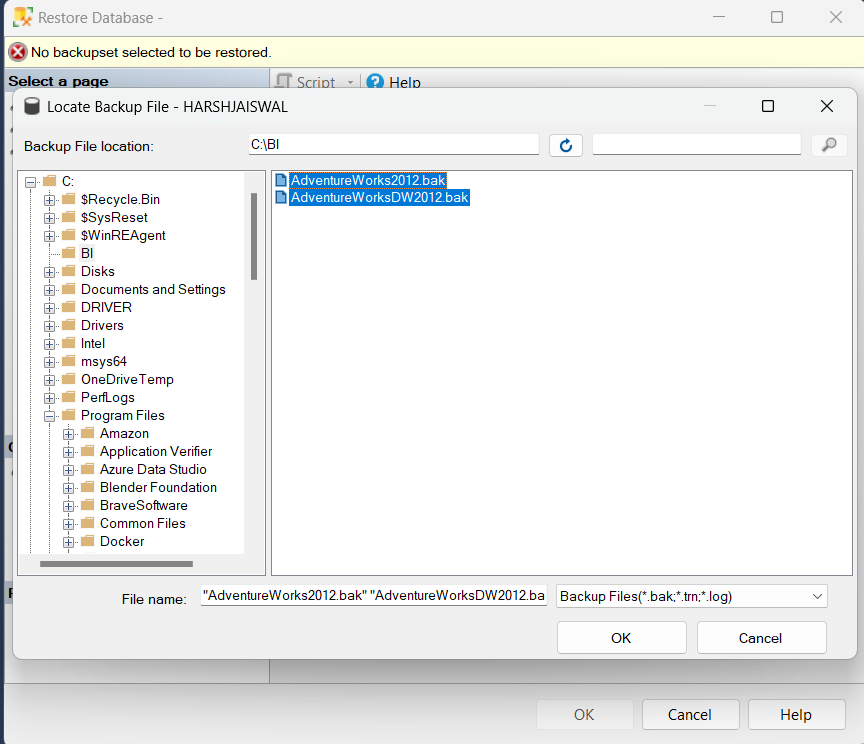 Restore Database -
No backupset selected to be restored.
Select a page
Script
Help
Locate Backup File - HARSHJAISWAL
Backup File location:
C:\BI
C:
$Recycle.Bin
$SysReset
$WinREAgent
BI
Disks
Documents and Settings
DRIVER
Drivers
Intel
msys64
OneDriveTemp
PerfLogs
Program Files
Amazon
Application Verifier
Azure Data Studio
Blender Foundation
BraveSoftware
Common Files
Docker
AdventureWorks2012.bak
AdventureWorksDW2012.bak
File name:
"AdventureWorks2012.bak" "AdventureWorksDW2012.ba
Backup Files(*.bak;*.trn;*.log)
OK
Cancel
OK
Cancel
Help